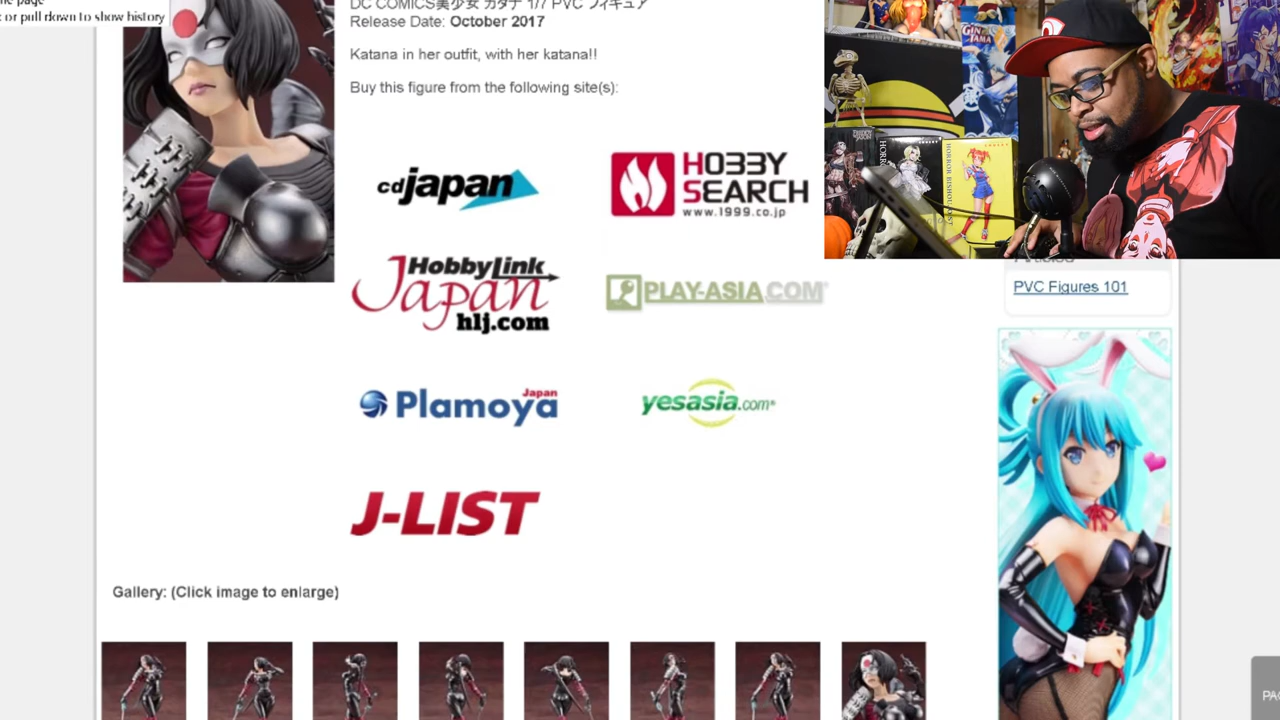 or pull down to show history
DC COMICS美少女 カタナ 1/7 PVC フィギュア
Release Date: October 2017
Katana in her outfit, with her katana!!
Buy this figure from the following site(s):
cdjapan
HOBBY
SEARCH
www.1999.co.jp
HobbyLink
Japan
hlj.com
PLAY-ASIA.COM
Plamoya
Japan
yesasia.com
J-LIST
Gallery: (Click image to enlarge)
PVC Figures 101
GINTAMA
HORROR BISHOUJO